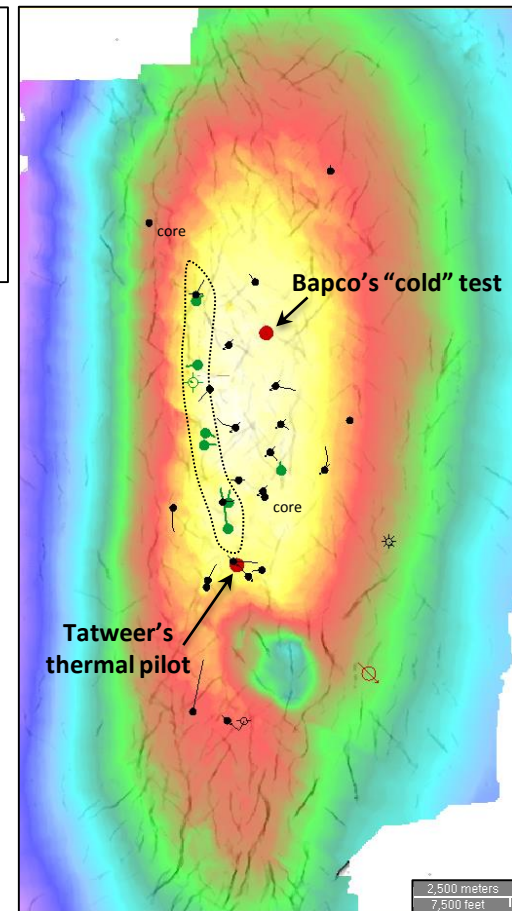 core
Bapco's “cold” test
core
Tatweer's
thermal pilot
2,500 meters
7,500 feet